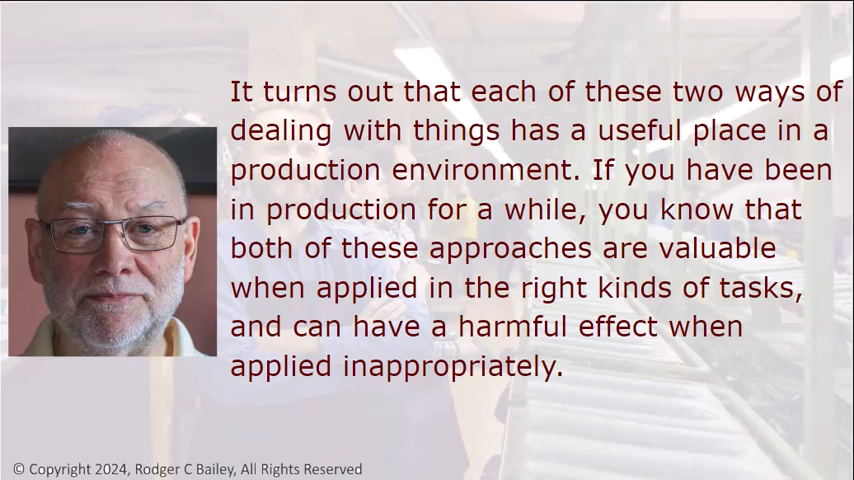 It turns out that each of these two ways of
dealing with things has a useful place in a
production environment. If you have been
in production for a while, you know that
both of these approaches are valuable
when applied in the right kinds of tasks,
and can have a harmful effect when
applied inappropriately.
© Copyright 2024, Rodger C Bailey, All Rights Reserved